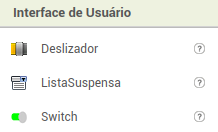 Interface de Usuário
Deslizador ?
ListaSuspensa ?
Switch ?